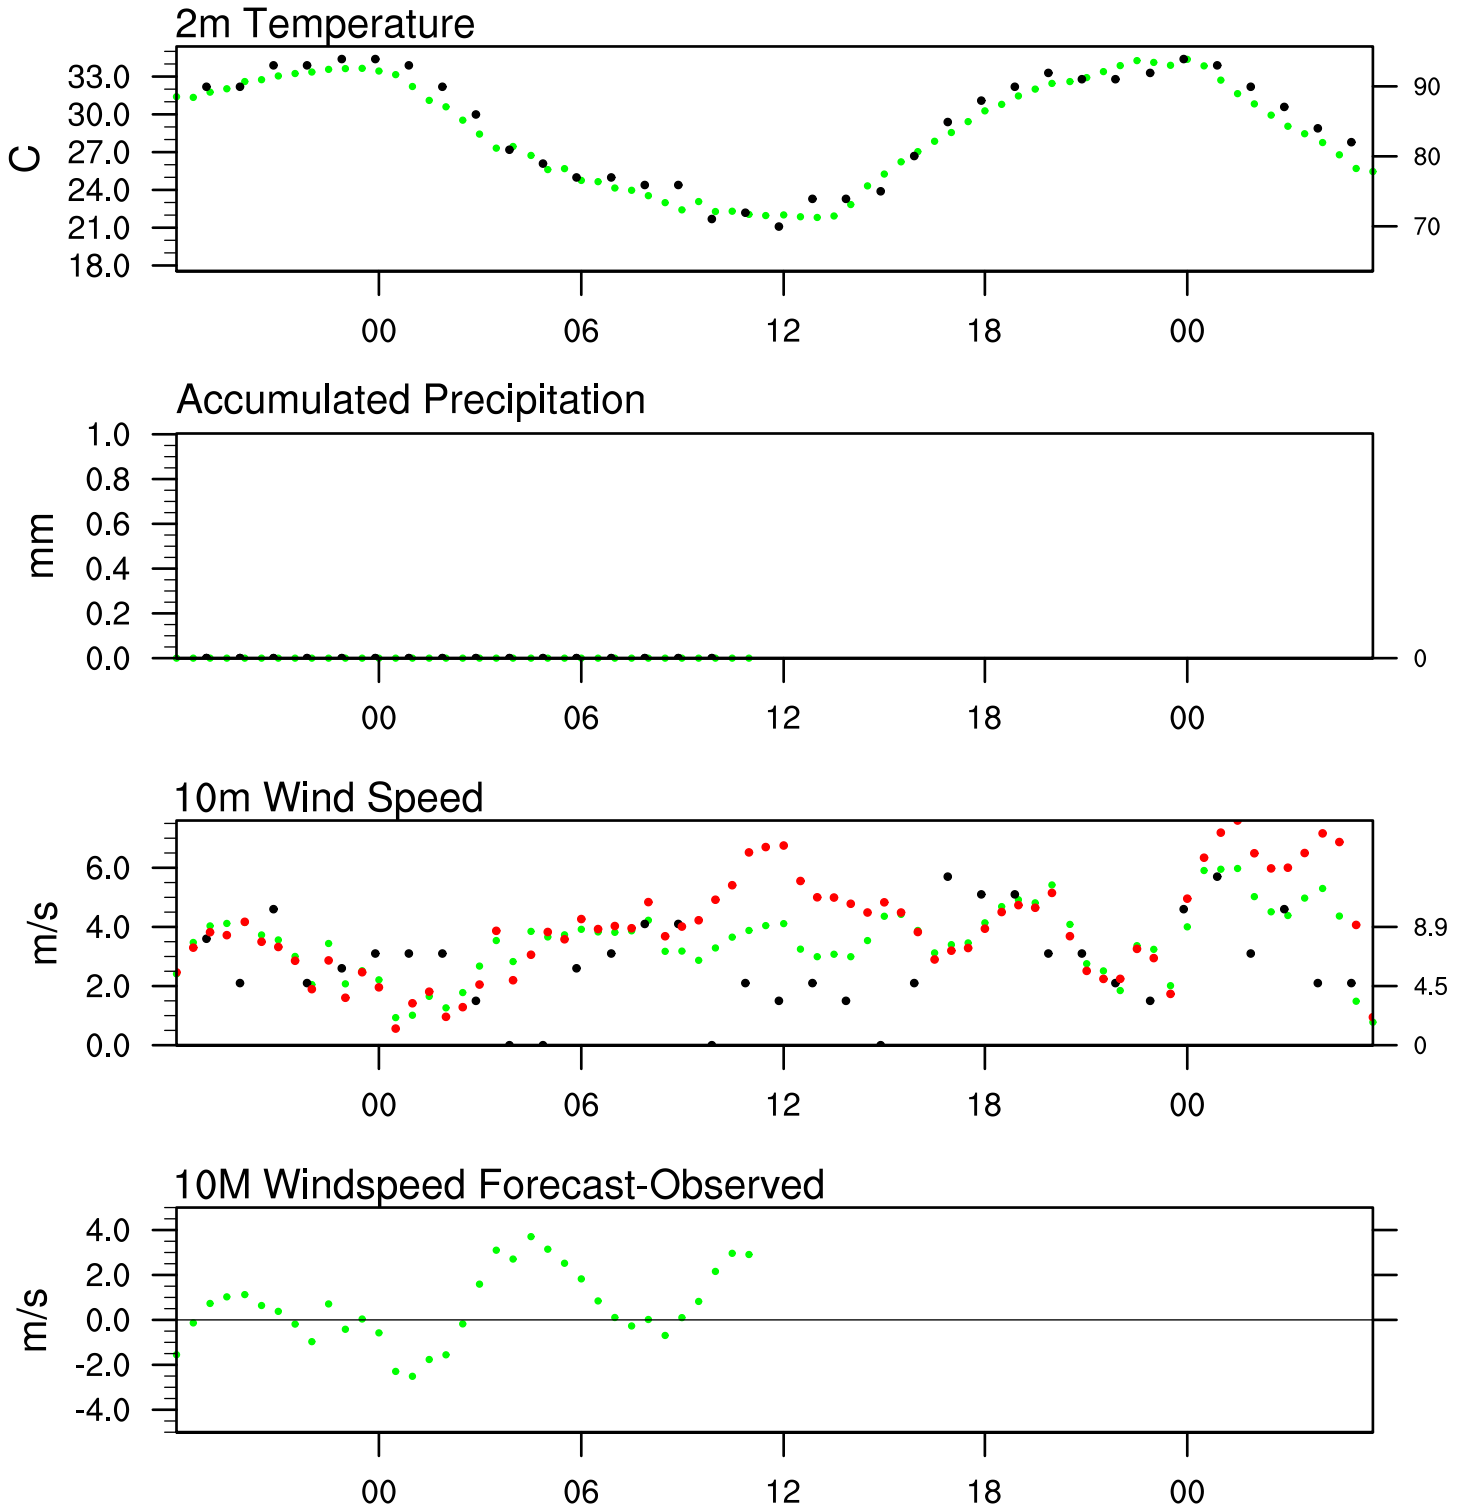 2m Temperature
33.0
30.0
27.0
24.0
21.0
18.0
C
90
80
70
00 06 12 18 00
Accumulated Precipitation
1.0
0.8
0.6
0.4
0.2
0.0
mm
0
00 06 12 18 00
10m Wind Speed
6.0
4.0
2.0
0.0
m/s
8.9
4.5
0
00 06 12 18 00
10M Windspeed Forecast-Observed
4.0
2.0
0.0
-2.0
-4.0
m/s
00 06 12 18 00